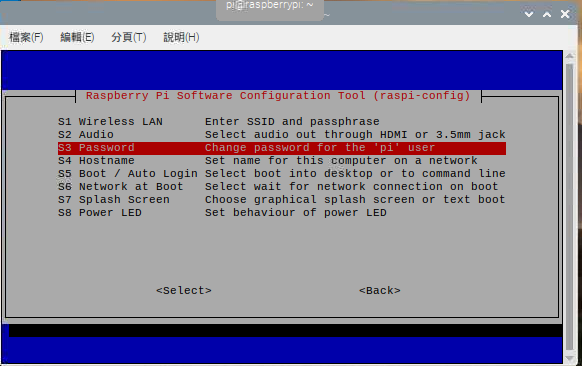 pi@raspberrypi: ~
~
檔案(F) 編輯(E) 分頁(T) 說明(H)
Raspberry Pi Software Configuration Tool (raspi-config)
S1 Wireless LAN Enter SSID and passphrase
S2 Audio Select audio out through HDMI or 3.5mm jack
S3 Password Change password for the 'pi' user
S4 Hostname Set name for this computer on a network
S5 Boot / Auto Login Select boot into desktop or to command line
S6 Network at Boot Select wait for network connection on boot
S7 Splash Screen Choose graphical splash screen or text boot
S8 Power LED Set behaviour of power LED
<Select> <Back>